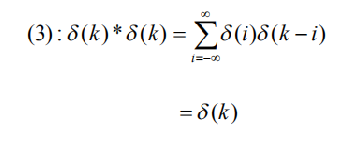 (3): δ(k) * δ(k) = ∑_{i=-∞}^{∞} δ(i)δ(k − i)
= δ(k)